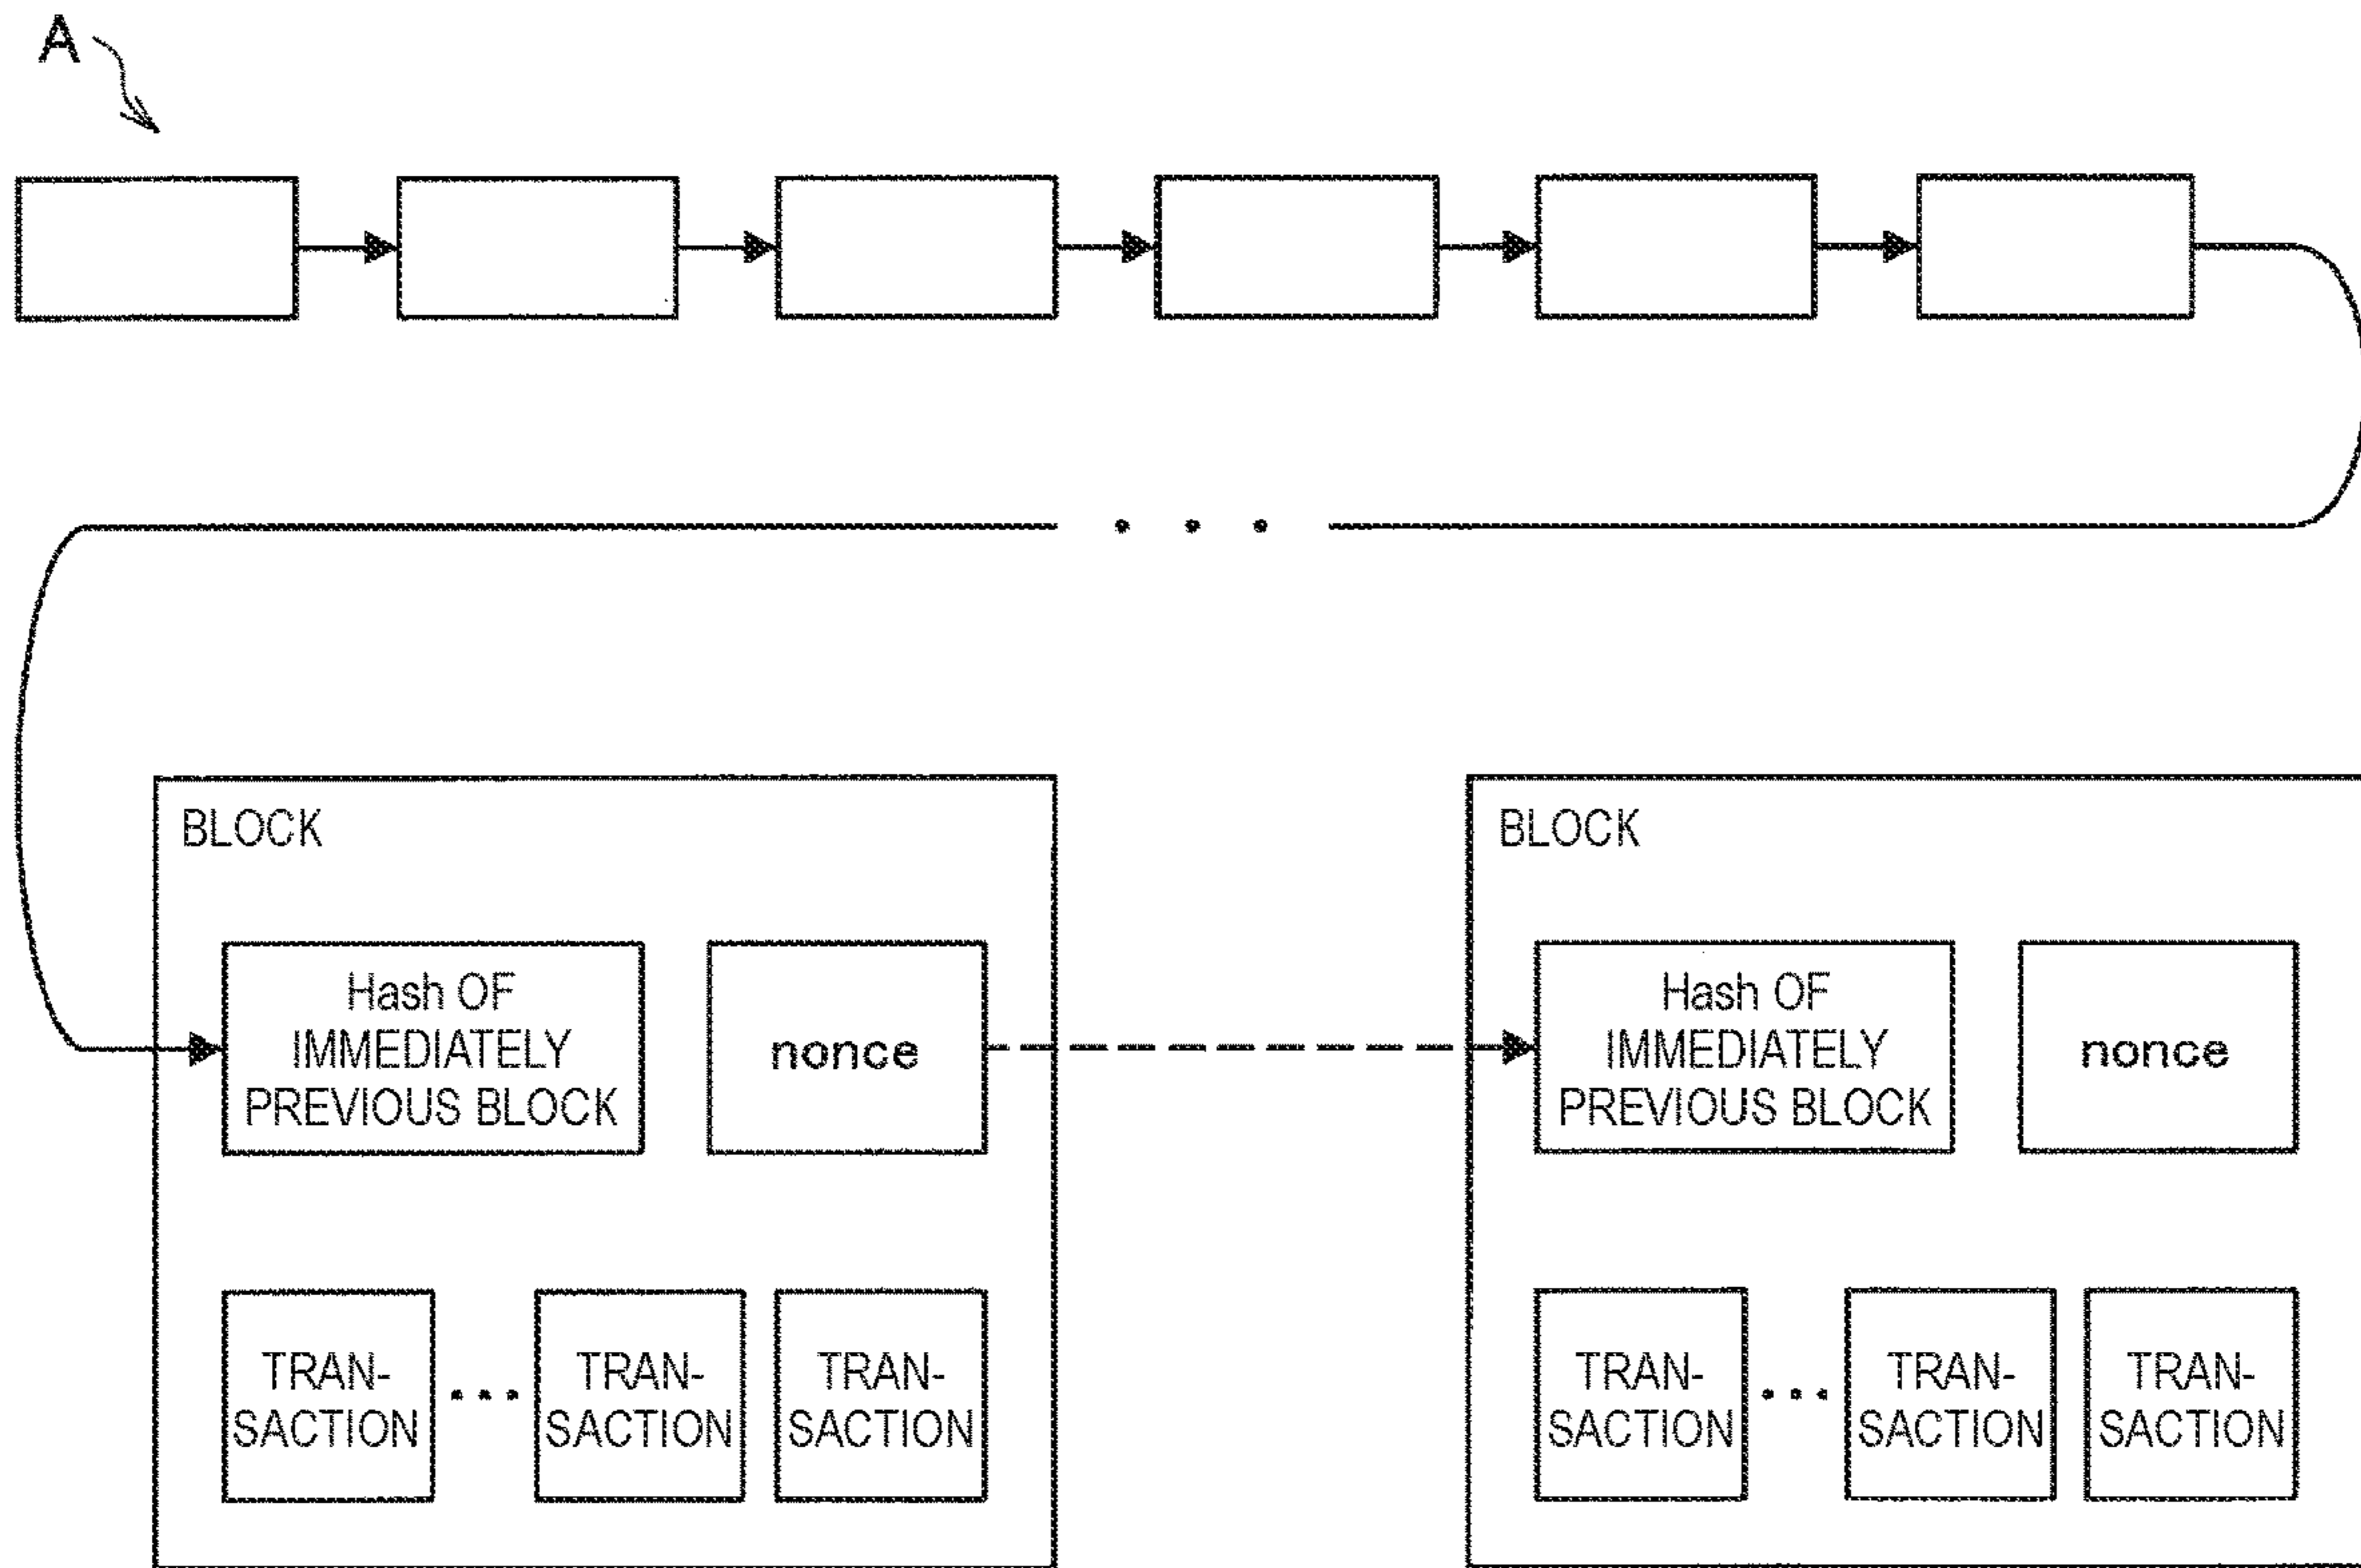 A
BLOCK
Hash OF
IMMEDIATELY
PREVIOUS BLOCK
nonce
TRAN-
SACTION
...
TRAN-
SACTION
TRAN-
SACTION
BLOCK
Hash OF
IMMEDIATELY
PREVIOUS BLOCK
nonce
TRAN-
SACTION
...
TRAN-
SACTION
TRAN-
SACTION